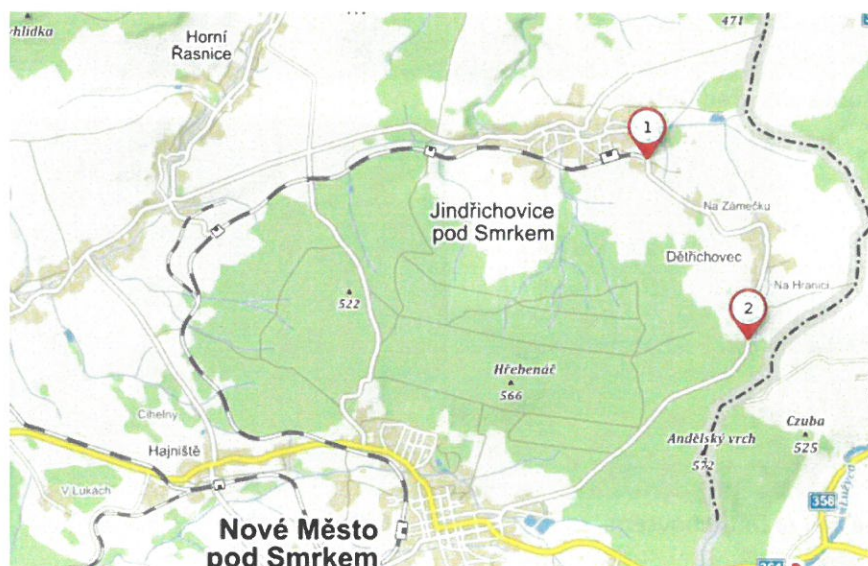 yhlídka
Horní
Řasnice
471
1
Jindřichovice
pod Smrkem
Na Zámečku
Dětřichovec
Na Hranici
2
522
Hřebenáč
566
Andělský vrch
572
Czuba
525
Cihelny
Hajniště
V Lukách
358
Nové Město
pod Smrkem